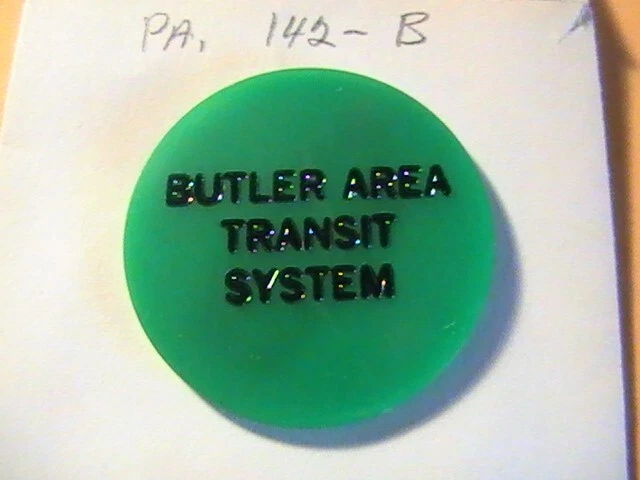 PA. 142-B
BUTLER AREA
TRANSIT
SYSTEM